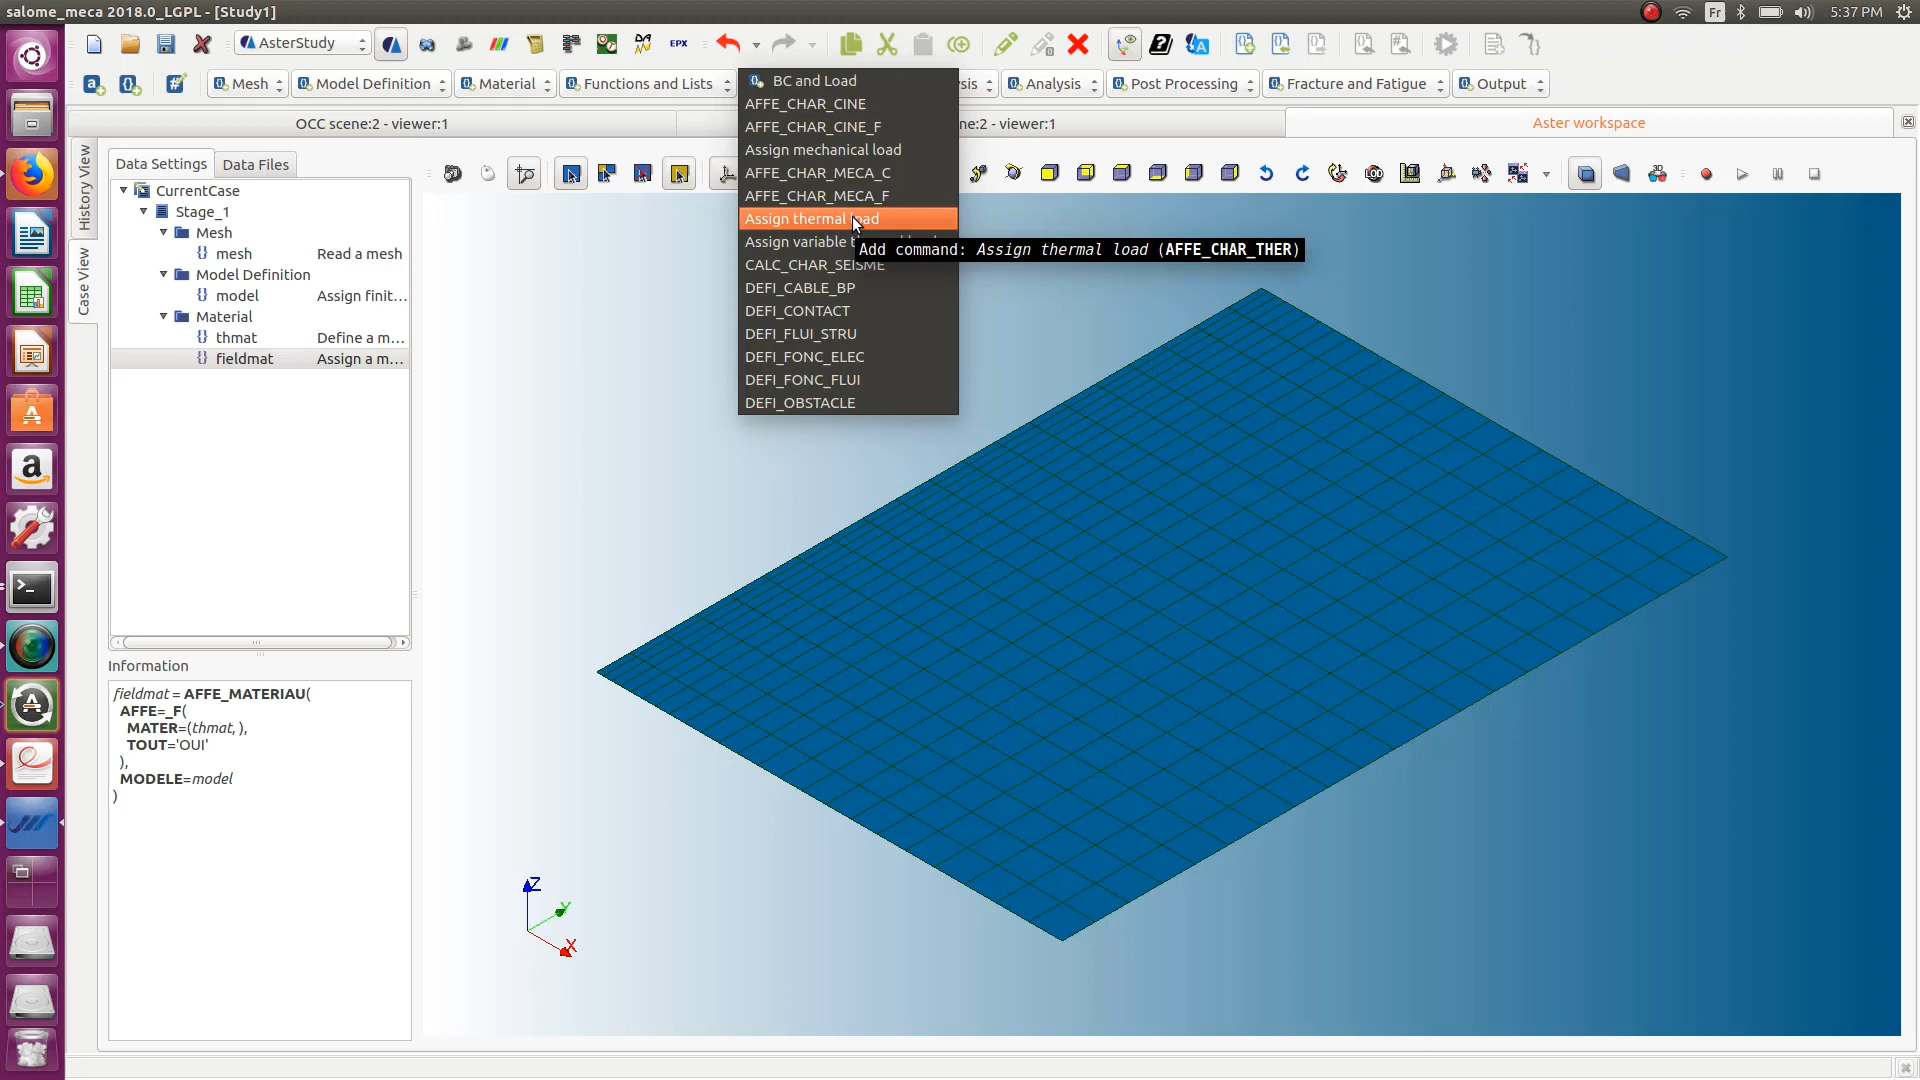 salome_meca 2018.0_LGPL - [Study1]
Fr
5:37 PM
AsterStudy
EPX
Mesh
Model Definition
Material
Functions and Lists
sis
Analysis
Post Processing
Fracture and Fatigue
Output
OCC scene:2 - viewer:1
ne:2 - viewer:1
Aster workspace
BC and Load
AFFE_CHAR_CINE
AFFE_CHAR_CINE_F
Assign mechanical load
AFFE_CHAR_MECA_C
AFFE_CHAR_MECA_F
Assign thermal load
Assign variable
Add command: Assign thermal load (AFFE_CHAR_THER)
CALC_CHAR_SEISME
DEFI_CABLE_BP
DEFI_CONTACT
DEFI_FLUI_STRU
DEFI_FONC_ELEC
DEFI_FONC_FLUI
DEFI_OBSTACLE
History View
Case View
Data Settings
Data Files
CurrentCase
Stage_1
Mesh
mesh Read a mesh
Model Definition
model Assign finit...
Material
thmat Define a m...
fieldmat Assign a m...
Information
fieldmat = AFFE_MATERIAU(
AFFE=_F(
MATER=(thmat, ),
TOUT='OUI'
),
MODELE=model
)
Z
Y
X